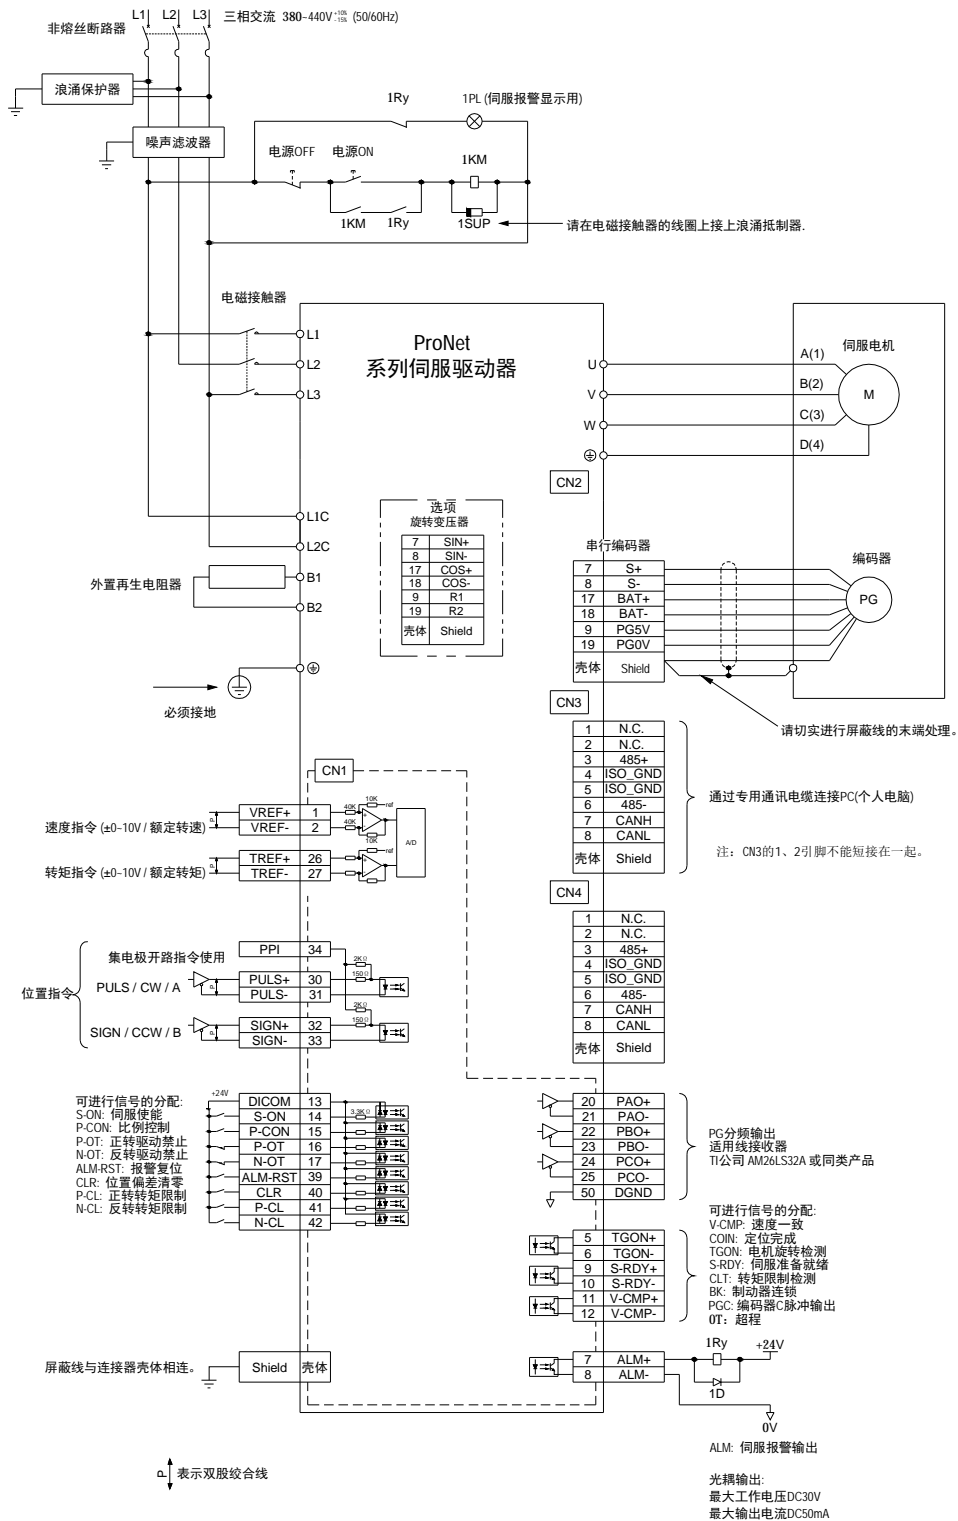 L1 L2 L3 三相交流 380~440V +10% -15% (50/60Hz)
非熔丝断路器
浪涌保护器
噪声滤波器
1Ry
1PL (伺服报警显示用)
电源OFF 电源ON
1KM
1KM 1Ry 1SUP
请在电磁接触器的线圈上接上浪涌抵制器.
电磁接触器
ProNet
系列伺服驱动器
L1
L2
L3
U
V
W
A(1)
B(2)
C(3)
D(4)
伺服电机
M
CN2
L1C
L2C
外置再生电阻器
B1
B2
必须接地
选项
旋转变压器
7 SIN+
8 SIN-
17 COS+
18 COS-
9 R1
19 R2
壳体 Shield
串行编码器
7 S+
8 S-
17 BAT+
18 BAT-
9 PG5V
19 PG0V
壳体 Shield
编码器
PG
请切实进行屏蔽线的末端处理。
CN3
1 N.C.
2 N.C.
3 485+
4 ISO_GND
5 ISO_GND
6 485-
7 CANH
8 CANL
壳体 Shield
通过专用通讯电缆连接PC(个人电脑)
注：CN3的1、2引脚不能短接在一起。
CN4
1 N.C.
2 N.C.
3 485+
4 ISO_GND
5 ISO_GND
6 485-
7 CANH
8 CANL
壳体 Shield
CN1
速度指令 (±0~10V / 额定转速)
P
VREF+ 1
VREF- 2
40K
40K
10K
10K
ref
A/D
转矩指令 (±0~10V / 额定转矩)
P
TREF+ 26
TREF- 27
ref
位置指令
集电极开路指令使用
PPI 34
PULS / CW / A
P
PULS+ 30
PULS- 31
2KΩ
150Ω
SIGN / CCW / B
P
SIGN+ 32
SIGN- 33
2KΩ
150Ω
可进行信号的分配:
S-ON: 伺服使能
P-CON: 比例控制
P-OT: 正转驱动禁止
N-OT: 反转驱动禁止
ALM-RST: 报警复位
CLR: 位置偏差清零
P-CL: 正转转矩限制
N-CL: 反转转矩限制
+24V
DICOM 13
S-ON 14
P-CON 15
P-OT 16
N-OT 17
ALM-RST 39
CLR 40
P-CL 41
N-CL 42
3.3KΩ
20 PAO+
21 PAO-
22 PBO+
23 PBO-
24 PCO+
25 PCO-
50 DGND
PG分频输出
适用线接收器
TI公司 AM26LS32A 或同类产品
5 TGON+
6 TGON-
9 S-RDY+
10 S-RDY-
11 V-CMP+
12 V-CMP-
可进行信号的分配:
V-CMP: 速度一致
COIN: 定位完成
TGON: 电机旋转检测
S-RDY: 伺服准备就绪
CLT: 转矩限制检测
BK: 制动器连锁
PGC: 编码器C脉冲输出
OT: 超程
屏蔽线与连接器壳体相连。
Shield 壳体
7 ALM+
8 ALM-
1Ry
+24V
1D
0V
ALM: 伺服报警输出
P 表示双股绞合线
光耦输出:
最大工作电压DC30V
最大输出电流DC50mA